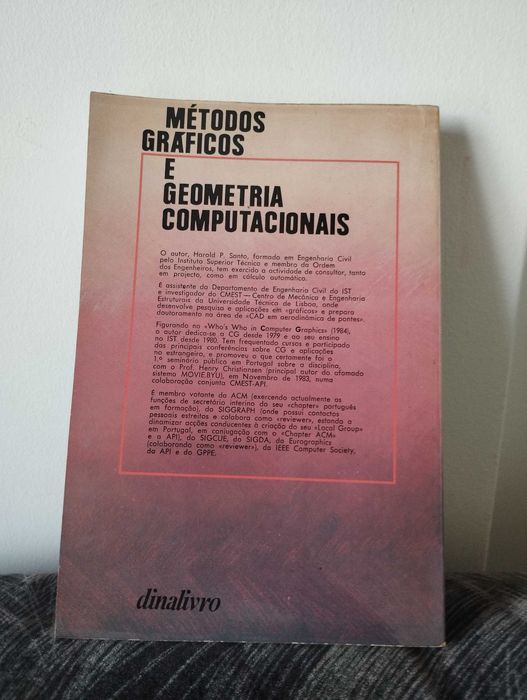 MÉTODOS
GRÁFICOS
E
GEOMETRIA
COMPUTACIONAIS
O autor, Harold P. Santo, formado em Engenharia Civil
pelo Instituto Superior Técnico e membro da Ordem
dos Engenheiros, tem exercido a actividade de consultor, tanto
em projecto, como em cálculo automático.
É assistente do Departamento de Engenharia Civil do IST
e investigador do CMEST — Centro de Mecânica e Engenharia
Estruturais da Universidade Técnica de Lisboa, onde
desenvolve pesquisa e aplicações em «gráficos» e prepara
doutoramento na área de «CAD em aerodinâmica de pontes».
Figurando no «Who's Who in Computer Graphics» (1984),
o autor dedica-se a CG desde 1979 e ao seu ensino
no IST desde 1980. Tem frequentado cursos e participado
das principais conferências sobre CG e aplicações
no estrangeiro, e promoveu o que certamente foi o
1.º seminário público em Portugal sobre a disciplina,
com o Prof. Henry Christiansen (principal autor do afamado
sistema MOVIE.BYU), em Novembro de 1983, numa
colaboração conjunta CMEST-API.
É membro votante da ACM (exercendo actualmente as
funções de secretário interino do seu «chapter» português
em formação), do SIGGRAPH (onde possui contactos
pessoais estreitos e colabora como «reviewer», estando a
dinamizar acções conducentes à criação do seu «Local Group»
em Portugal, em conjugação com o «Chapter ACM»
e a API), do SIGCUE, do SIGDA, da Eurographics
(colaborando como «reviewer»), da IEEE Computer Society,
da API e do GPPE.
dinalivro